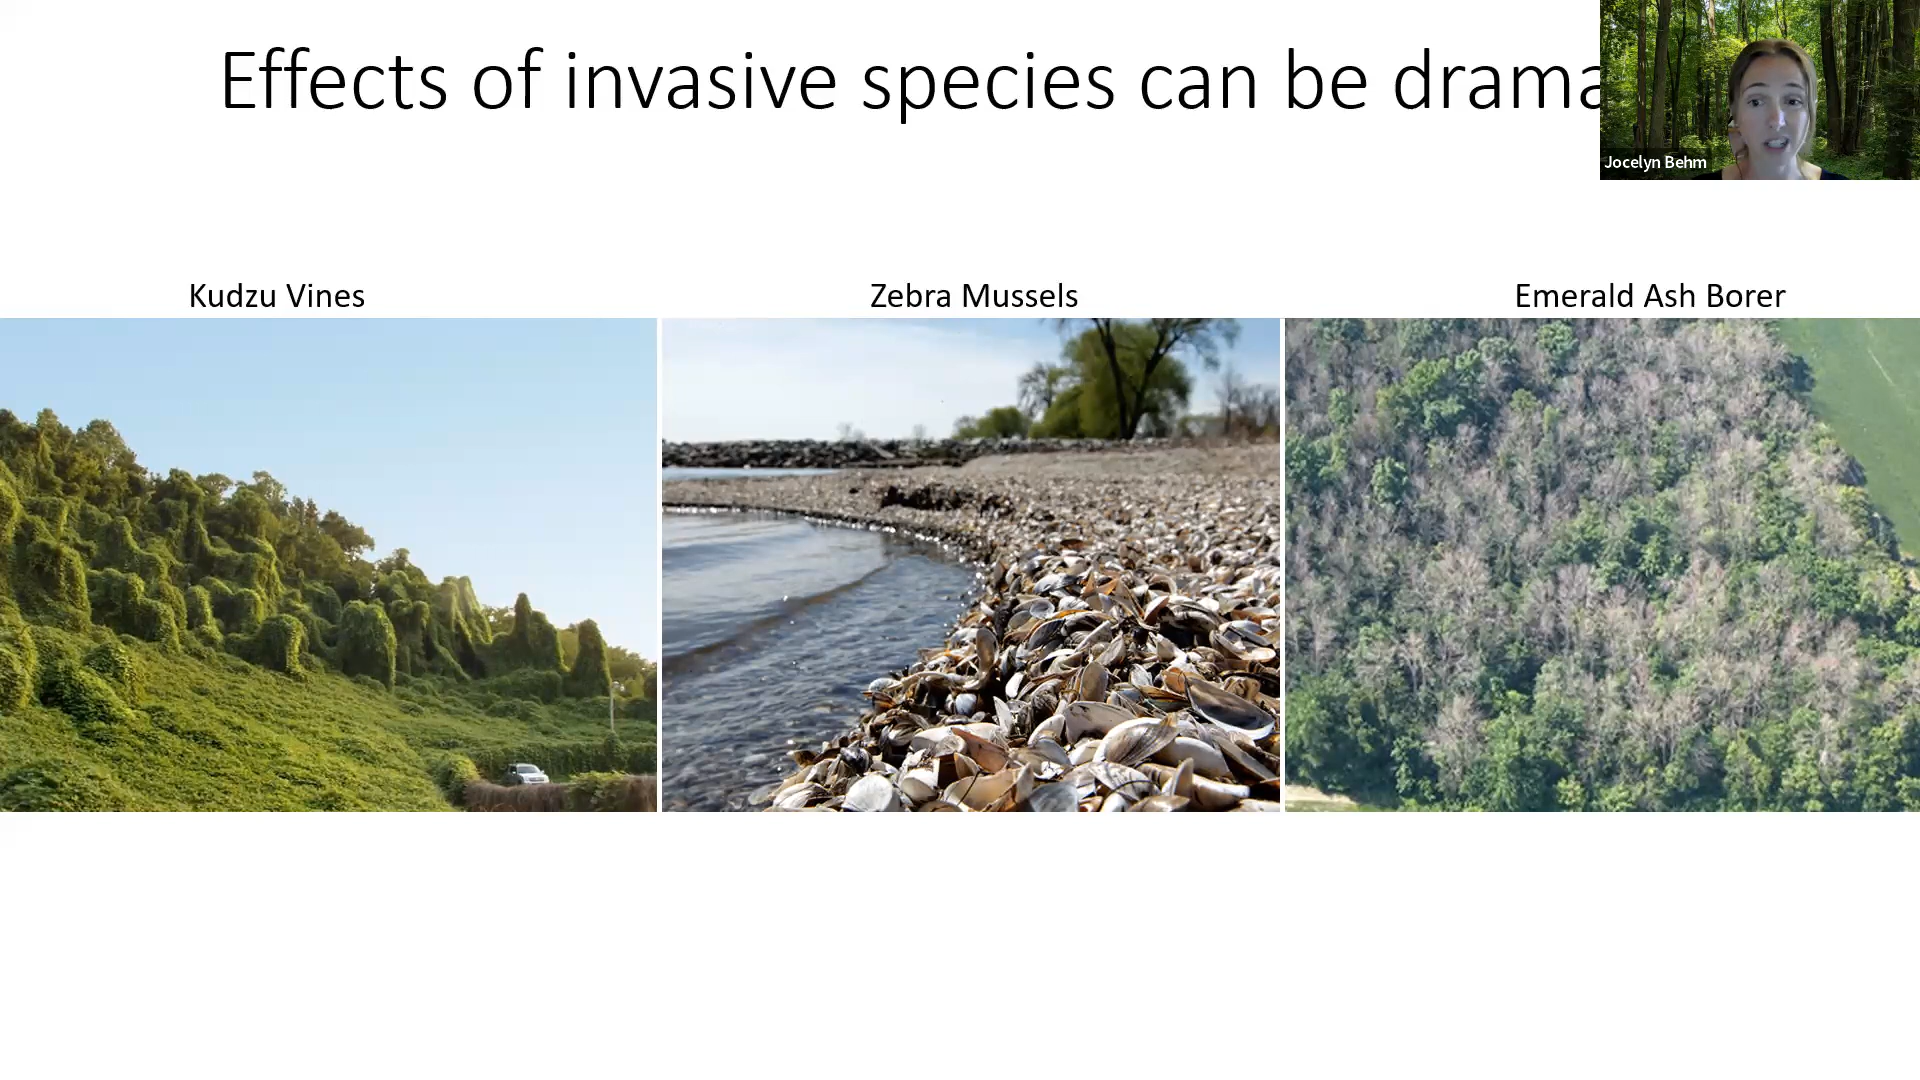 Effects of invasive species can be drama
Jocelyn Behm
Kudzu Vines
Zebra Mussels
Emerald Ash Borer